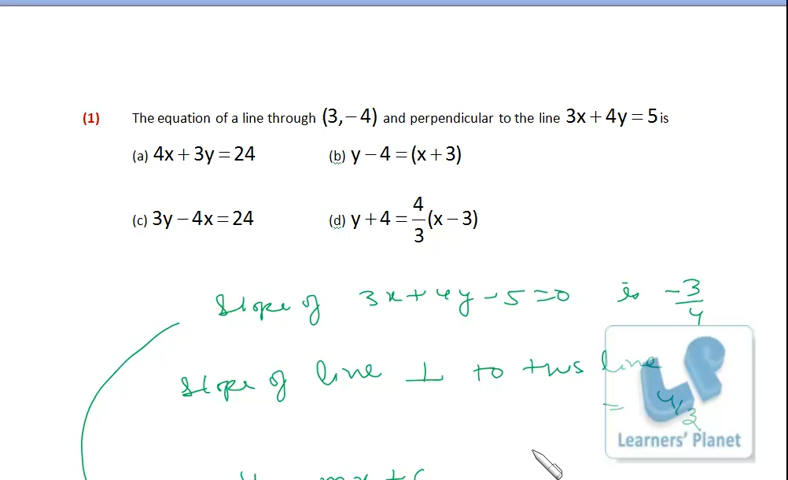 (1) The equation of a line through (3,−4) and perpendicular to the line 3x+4y=5 is
(a) 4x+3y=24 (b) y−4=(x+3)
(c) 3y−4x=24 (d) y+4=4/3(x−3)
Slope of 3x+4y-5=0 is -3/4
Slope of line ⊥ to this line
= 4/3
Learners' Planet